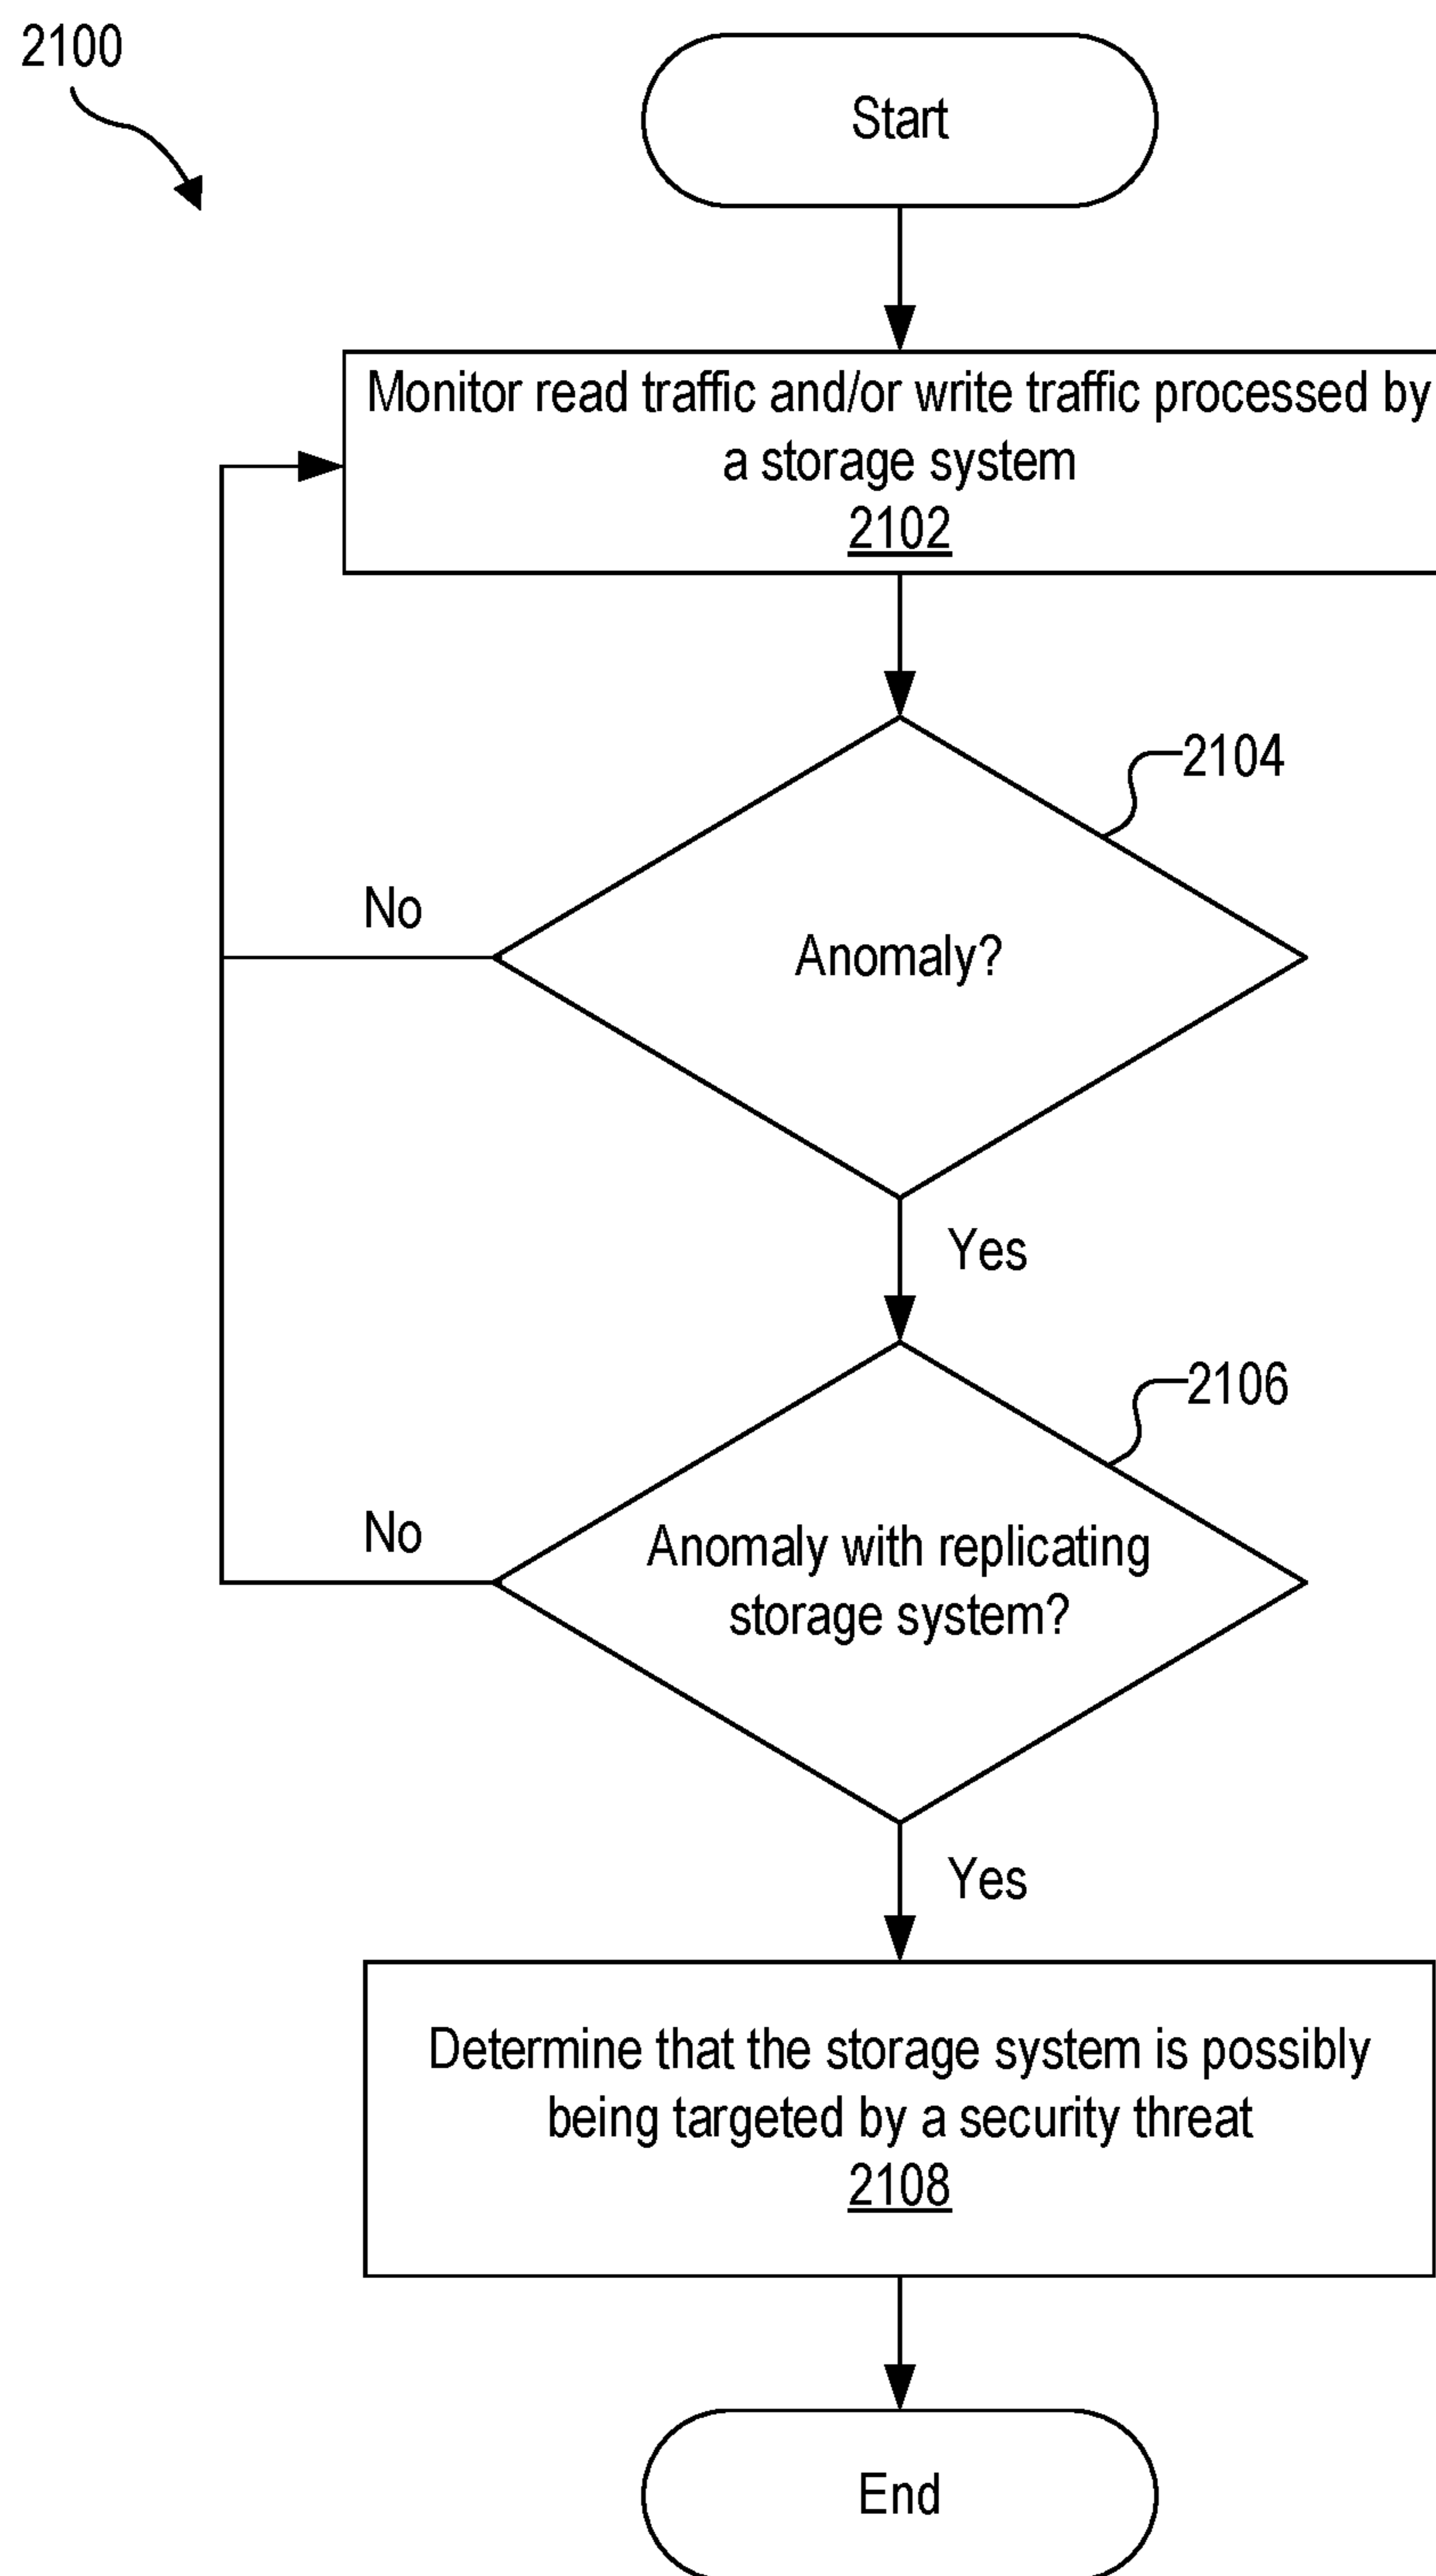 2100
Start
Monitor read traffic and/or write traffic processed by
a storage system
2102
2104
Anomaly?
No
Yes
2106
Anomaly with replicating
storage system?
No
Yes
Determine that the storage system is possibly
being targeted by a security threat
2108
End